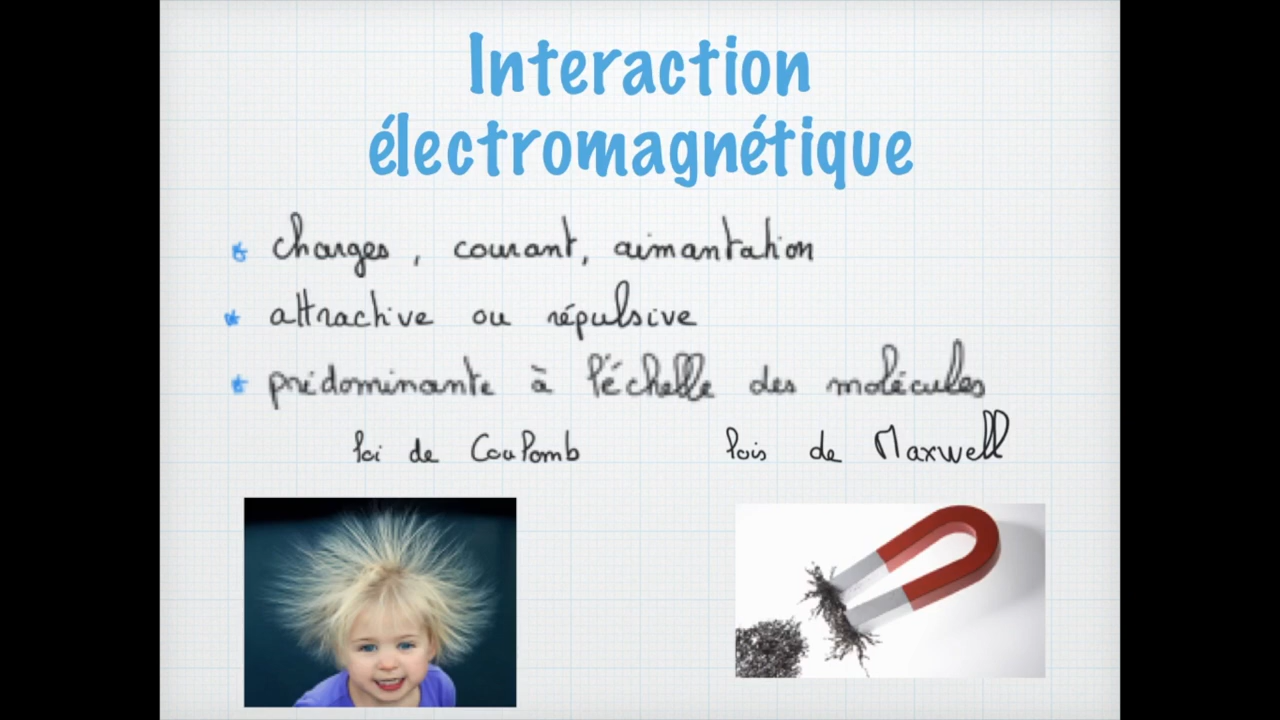 Interaction
électromagnétique
charges, courant, aimantation
attractive ou répulsive
prédominante à l'échelle des molécules
loi de Coulomb lois de Maxwell